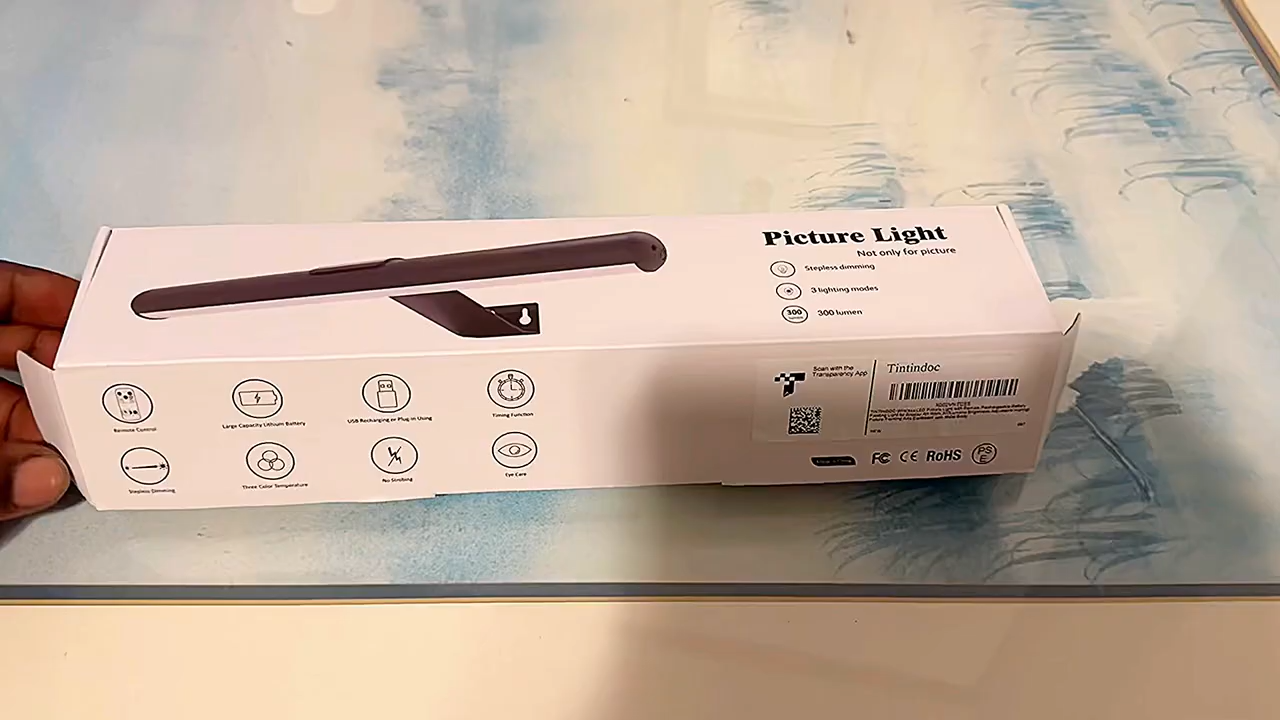 Picture Light
Not only for picture
Stepless dimming
3 lighting modes
300
300 lumen
Remote Control
Large Capacity Lithium Battery
USB Recharging or Plug in Using
Timing Function
Stepless Dimming
Three Color Temperature
No Strobing
Eye Care
Scan with the
Transparency App
Tintindoc
FC CE RoHS PS E